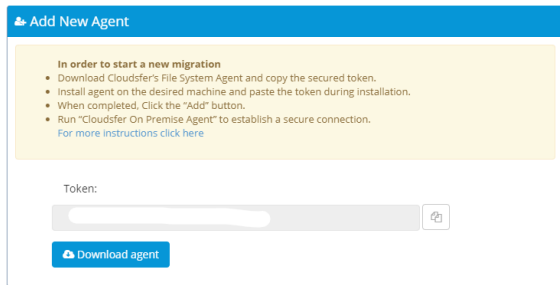 Add New Agent
In order to start a new migration
Download Cloudsfer's File System Agent and copy the secured token.
Install agent on the desired machine and paste the token during installation.
When completed, Click the "Add" button.
Run "Cloudsfer On Premise Agent" to establish a secure connection.
For more instructions click here
Token:
Download agent